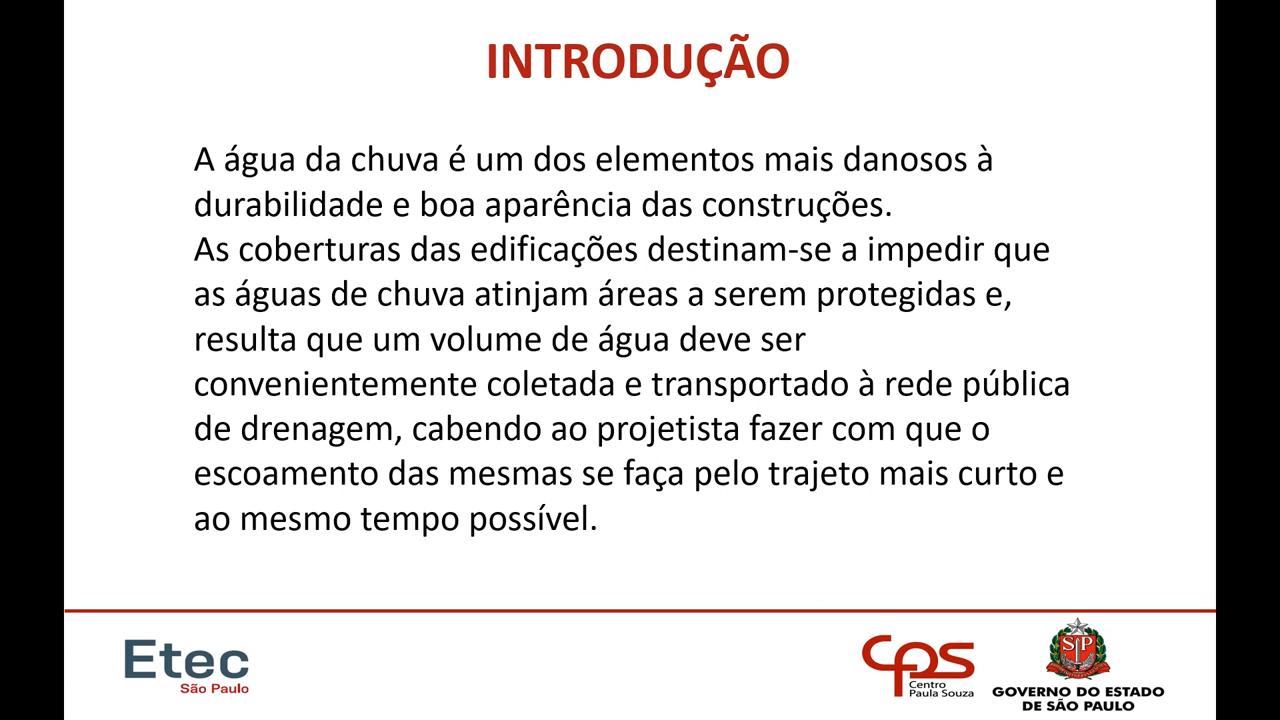 INTRODUÇÃO
A água da chuva é um dos elementos mais danosos à
durabilidade e boa aparência das construções.
As coberturas das edificações destinam-se a impedir que
as águas de chuva atinjam áreas a serem protegidas e,
resulta que um volume de água deve ser
convenientemente coletada e transportado à rede pública
de drenagem, cabendo ao projetista fazer com que o
escoamento das mesmas se faça pelo trajeto mais curto e
ao mesmo tempo possível.
Etec
São Paulo
cps
Centro
Paula Souza
SP
GOVERNO DO ESTADO
DE SÃO PAULO